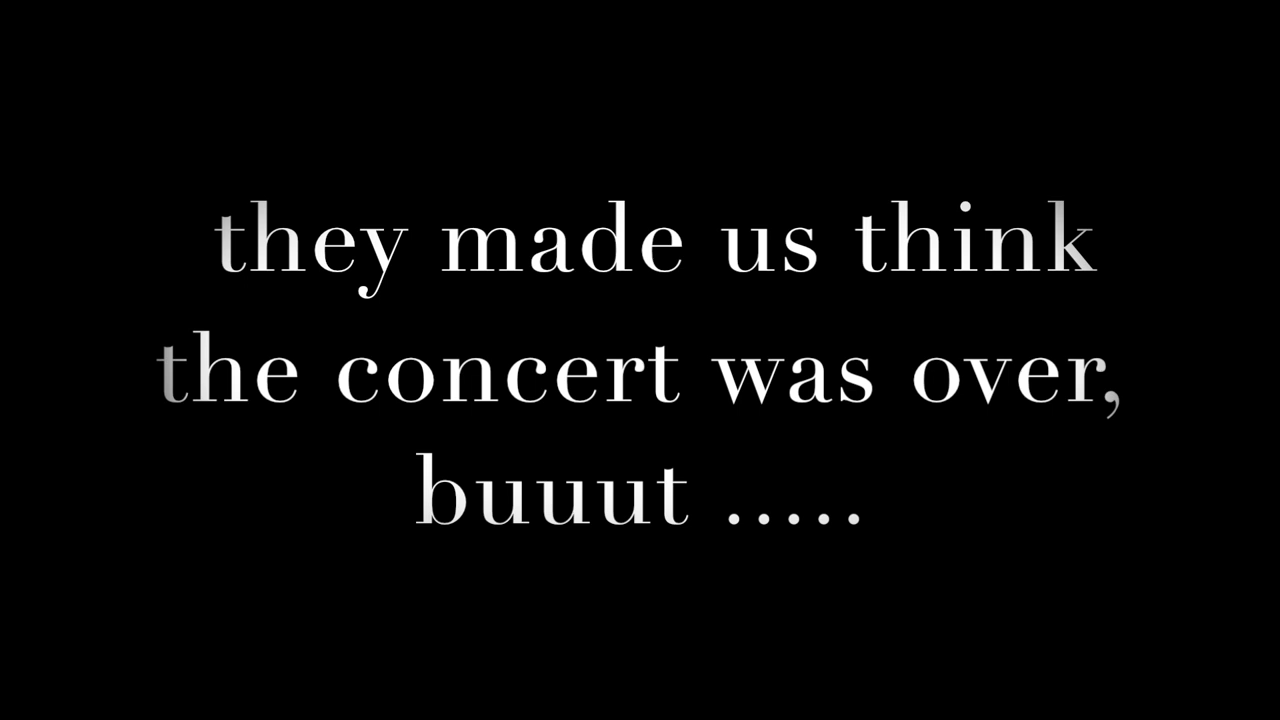 they made us think
the concert was over,
buuut .....